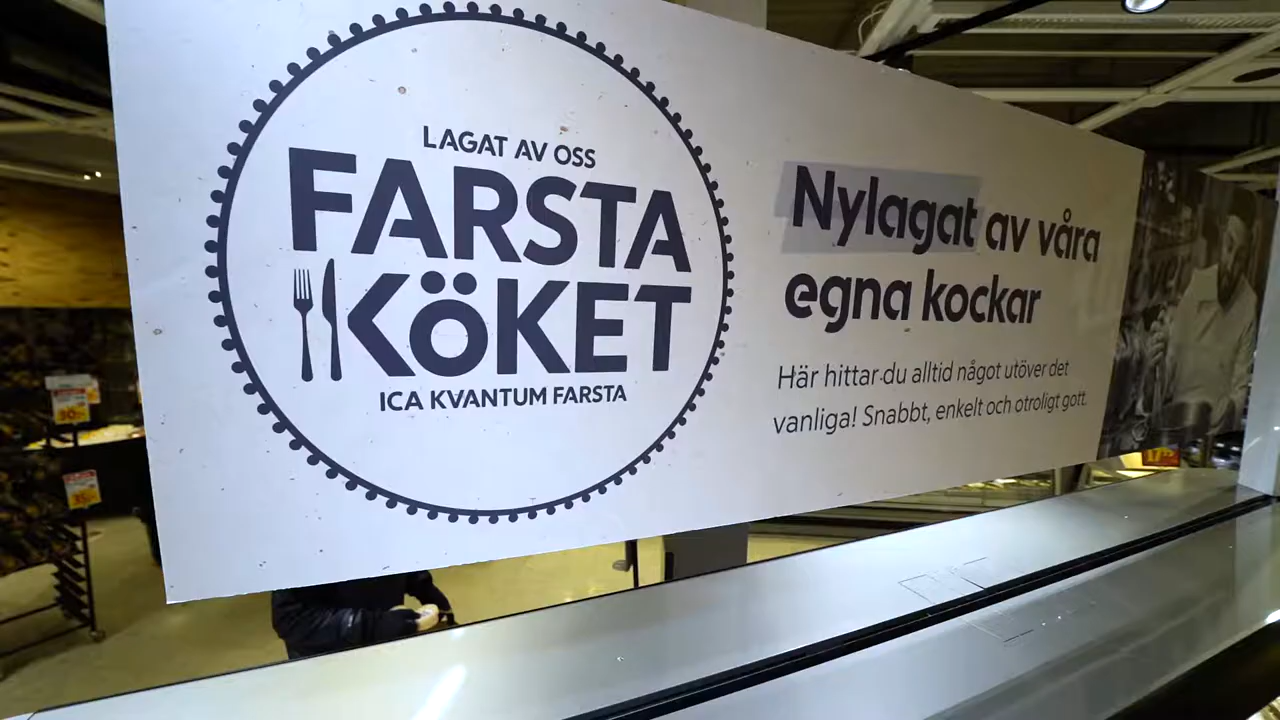 LAGAT AV OSS
FARSTA
KÖKET
ICA KVANTUM FARSTA
Nylagat av våra
egna kockar
Här hittar du alltid något utöver det
vanliga! Snabbt, enkelt och otroligt gott.